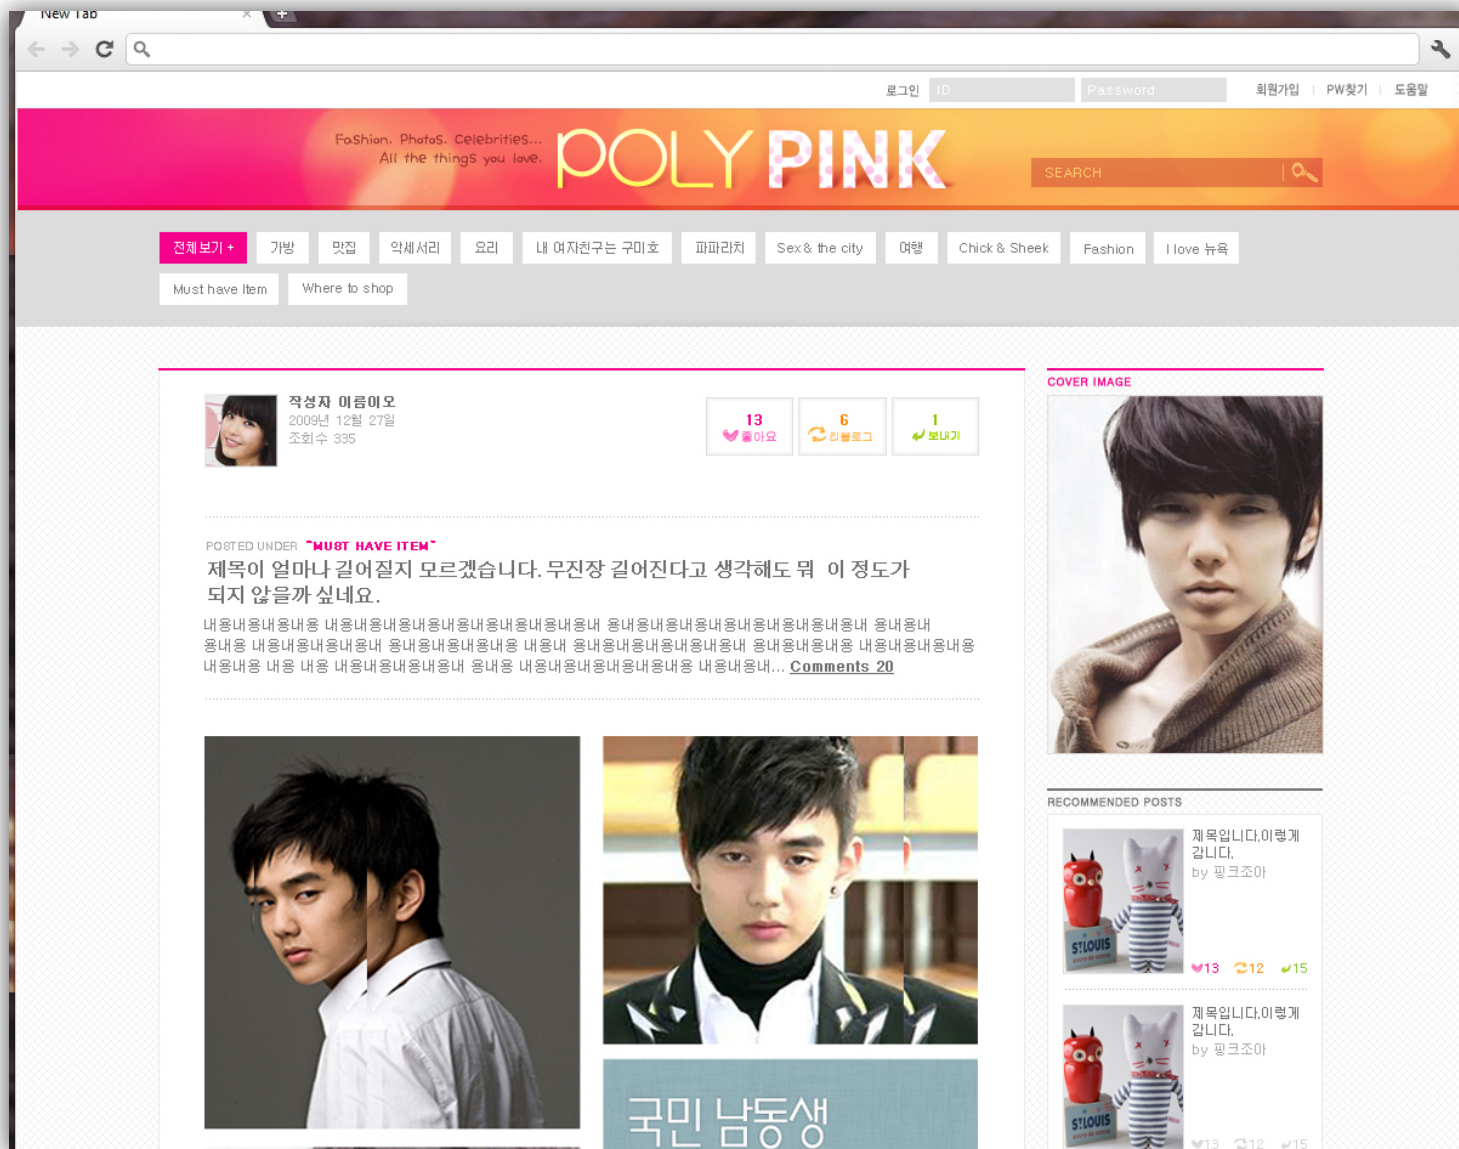 New Tab
로그인 ID Password 회원가입 PW찾기 도움말
Fashion. Photos. Celebrities...
All the things you love.
POLYPINK
SEARCH
전체보기 + 가방 맛집 악세서리 요리 내 여자친구는 구미호 파파라치 Sex & the city 여행 Chick & Sheek Fashion I love 뉴욕
Must have Item Where to shop
작성자 이름이오
2009년 12월 27일
조회수 335
13 좋아요
6 리블로그
1 보내기
POSTED UNDER "MUST HAVE ITEM"
제목이 얼마나 길어질지 모르겠습니다. 무진장 길어진다고 생각해도 뭐 이 정도가
되지 않을까 싶네요.
내용내용내용내용 내용내용내용내용내용내용내용내용내용내 용내용내용내용내용내용내용내용내용 용내용내
용내용 내용내용내용내용내 용내용내용내용내용 내용내 용내용내용내용내용내용내 용내용내용내용 내용내용내용내용
내용내용 내용 내용 내용내용내용내용내 용내용 내용내용내용내용내용내용 내용내용내... Comments 20
국민 남동생
COVER IMAGE
RECOMMENDED POSTS
제목입니다,이렇게
갑니다,
by 핑크조아
ST.LOUIS
13 12 15
제목입니다,이렇게
갑니다,
by 핑크조아
ST.LOUIS
13 12 15